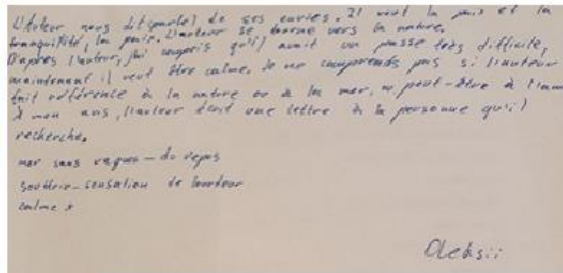 L'auteur nous dit (parle) de ses envies. Il veut la paix et la
tranquilité, la paix. L'auteur se tourne vers la nature.
D'après l'auteur, j'ai compris qu'il avait un passé très difficile,
maintenant il veut être calme. Je ne comprends pas si l'auteur
fait référence à la nature ou à la mer, peut-être à l'
À mon avis, l'auteur écrit une lettre à la personne qu'il
recherche.
mer sans vagues – du repos
– sensation de
calme
Oleksii